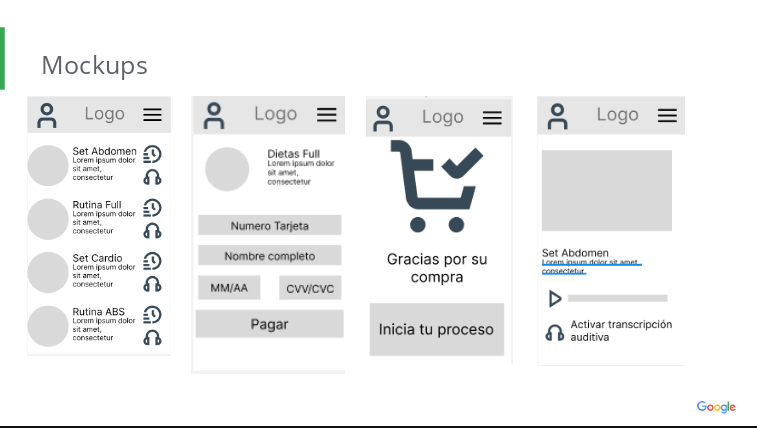 Mockups
Logo
Set Abdomen
Lorem ipsum dolor
sit amet,
consectetur
Rutina Full
Lorem ipsum dolor
sit amet,
consectetur
Set Cardio
Lorem ipsum dolor
sit amet,
consectetur
Rutina ABS
Lorem ipsum dolor
sit amet,
consectetur
Logo
Dietas Full
Lorem ipsum dolor
sit amet,
consectetur
Numero Tarjeta
Nombre completo
MM/AA
CVV/CVC
Pagar
Logo
Gracias por su
compra
Inicia tu proceso
Logo
Set Abdomen
Lorem ipsum dolor sit amet,
consectetur
Activar transcripción
auditiva
Google